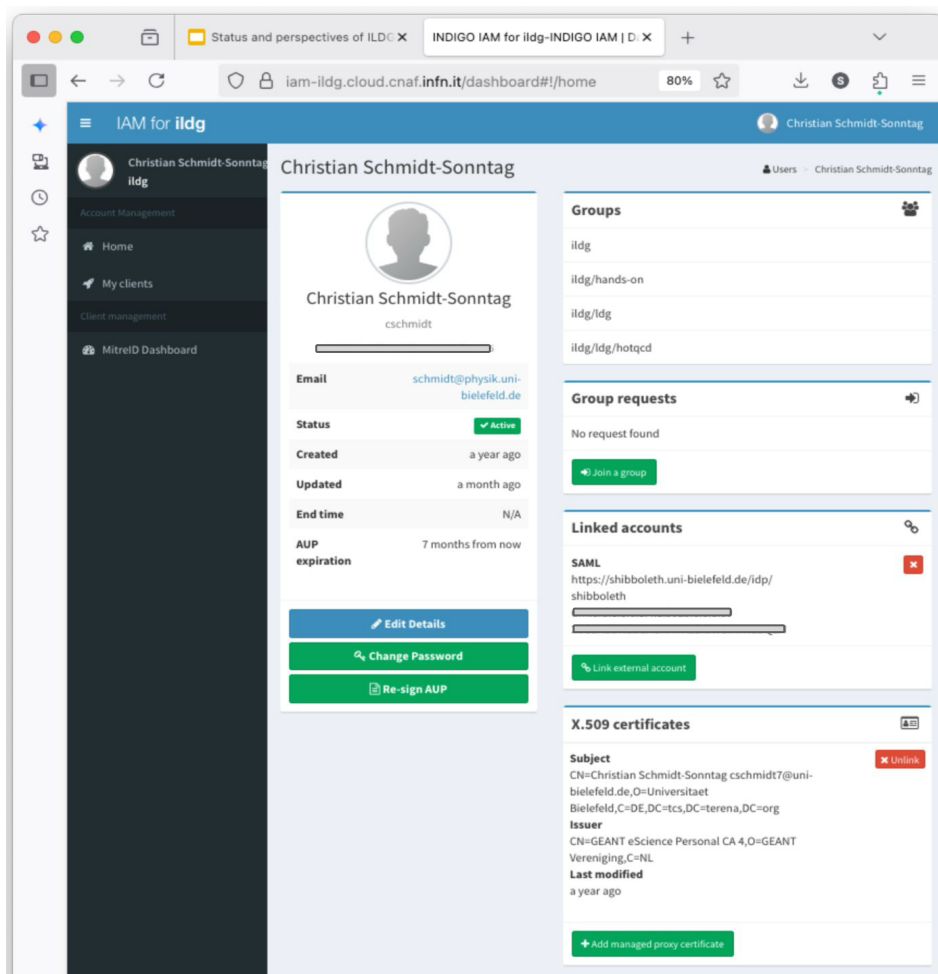 Status and perspectives of ILDG
INDIGO IAM for ildg-INDIGO IAM | D
iam-ildg.cloud.cnaf.infn.it/dashboard#!/home
80%
S
IAM for ildg
Christian Schmidt-Sonntag
Christian Schmidt-Sonntag
ildg
Account Management
Home
My clients
Client management
MitreID Dashboard
Christian Schmidt-Sonntag
Users
Christian Schmidt-Sonntag
Christian Schmidt-Sonntag
cschmidt
Email schmidt@physik.uni-
bielefeld.de
Status Active
Created a year ago
Updated a month ago
End time N/A
AUP 7 months from now
expiration
Edit Details
Change Password
Re-sign AUP
Groups
ildg
ildg/hands-on
ildg/ldg
ildg/ldg/hotqcd
Group requests
No request found
Join a group
Linked accounts
SAML
https://shibboleth.uni-bielefeld.de/idp/
shibboleth
Link external account
X.509 certificates
Subject
Unlink
CN=Christian Schmidt-Sonntag cschmidt7@uni-
bielefeld.de,O=Universitaet
Bielefeld,C=DE,DC=tcs,DC=terena,DC=org
Issuer
CN=GEANT eScience Personal CA 4,O=GEANT
Vereniging,C=NL
Last modified
a year ago
Add managed proxy certificate